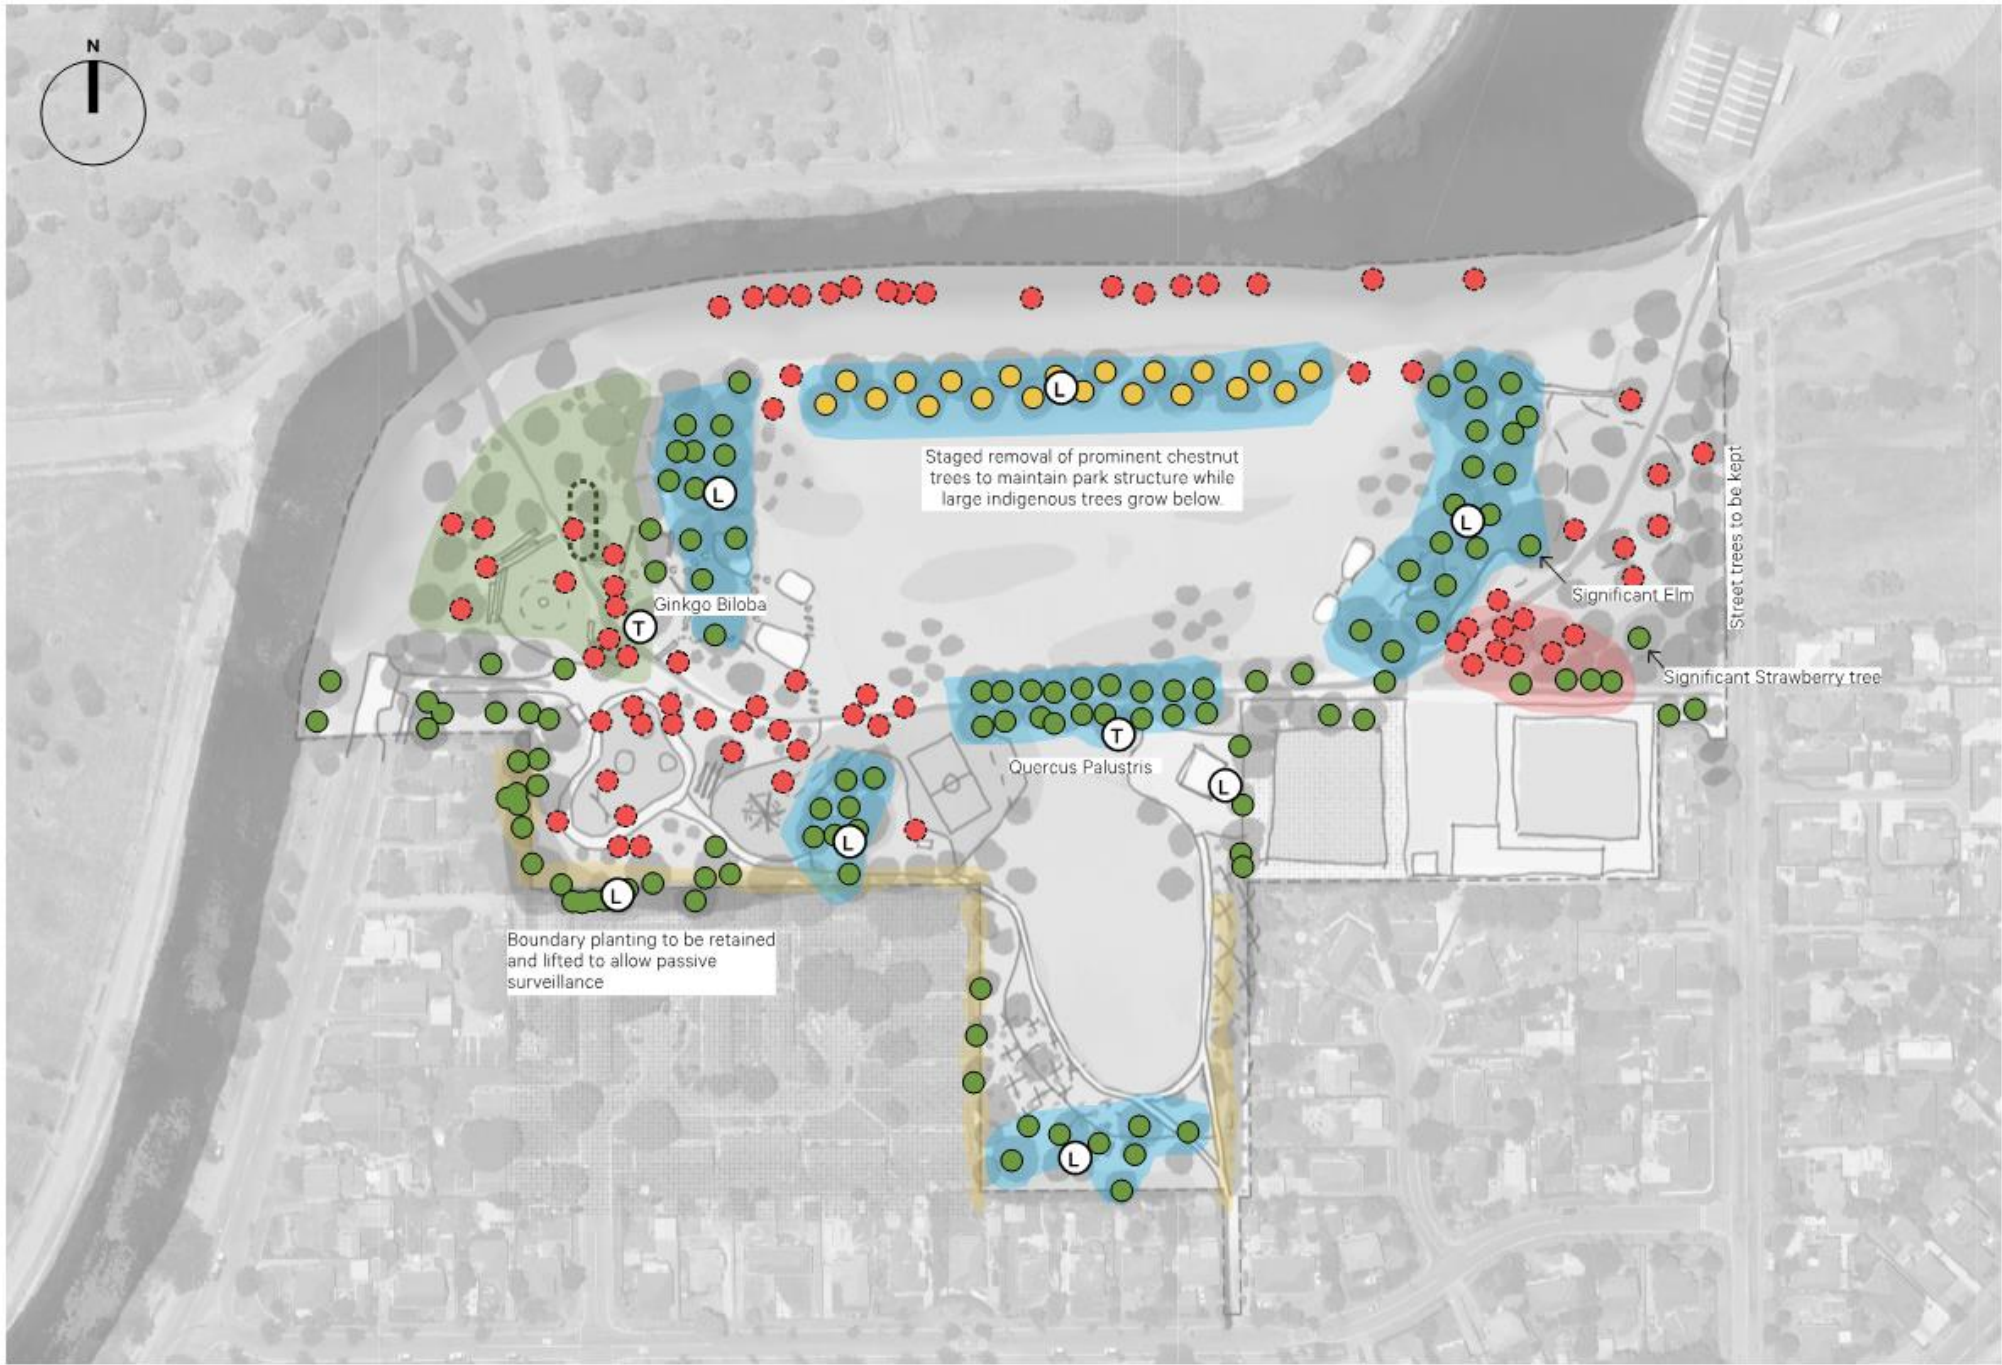 N
L
Staged removal of prominent chestnut
trees to maintain park structure while
large indigenous trees grow below.
L
L
Street trees to be kept
Significant Elm
Ginkgo Biloba
T
Significant Strawberry tree
T
Quercus Palustris
L
L
L
Boundary planting to be retained
and lifted to allow passive
surveillance
L